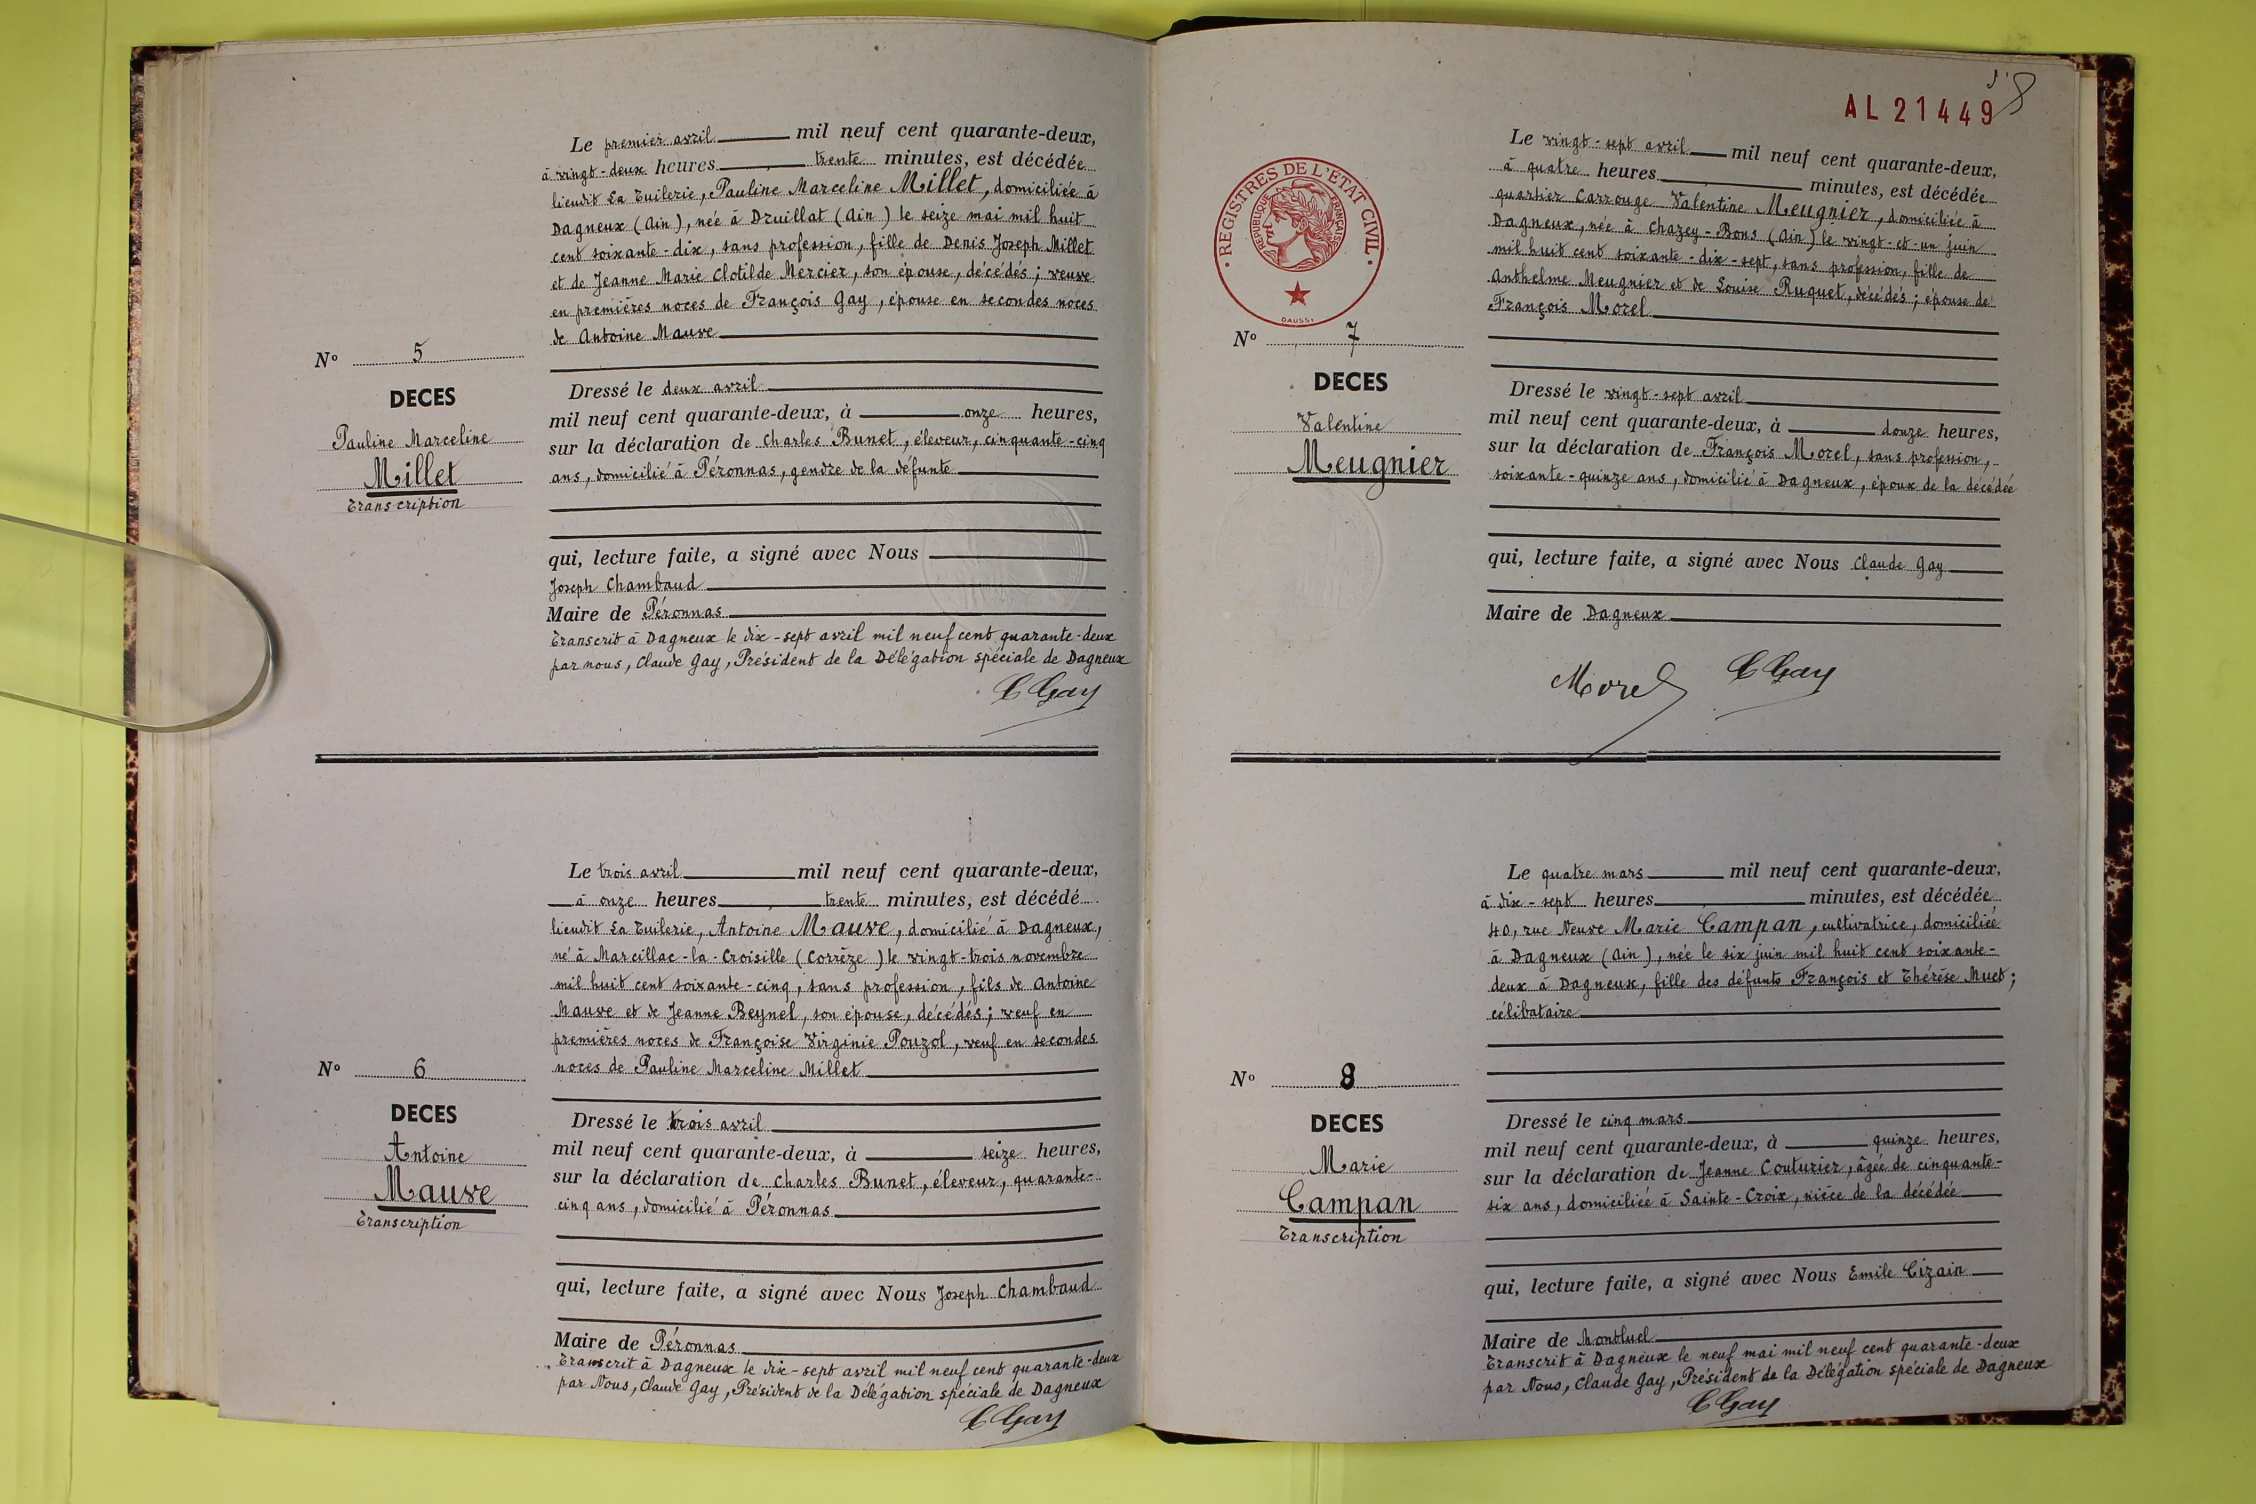 Le premier avril mil neuf cent quarante-deux,
à vingt-deux heures trente minutes, est décédée
lieudit La Tuilerie, Pauline Marceline Millet, domiciliée à
Dagneux (Ain), née à Druillat (Ain) le seize mai mil huit
cent soixante-dix, sans profession, fille de Denis Joseph Millet
et de Jeanne Marie Clotilde Mercier, son épouse, décédés; veuve
en premières noces de François Gay, épouse en secondes noces
de Antoine Mauve
N° 5
DECES
Pauline Marceline
Millet
Transcription
Dressé le deux avril
mil neuf cent quarante-deux, à onze heures,
sur la déclaration de Charles Bunet, éleveur, cinquante-cinq
ans, domicilié à Péronnas, gendre de la défunte
qui, lecture faite, a signé avec Nous
Joseph Chambaud
Maire de Péronnas
Transcrit à Dagneux le dix-sept avril mil neuf cent quarante-deux
par nous, Claude Gay, Président de la Délégation spéciale de Dagneux
C Gay
Le trois avril mil neuf cent quarante-deux,
à onze heures trente minutes, est décédé
lieudit La Tuilerie, Antoine Mauve, domicilié à Dagneux,
né à Marcillac-la-Croisille (Corrèze) le vingt-trois novembre
mil huit cent soixante-cinq, sans profession, fils de Antoine
Mauve et de Jeanne Beynel, son épouse, décédés; veuf en
premières noces de Françoise Virginie Pouzol, veuf en secondes
noces de Pauline Marceline Millet
N° 6
DECES
Antoine
Mauve
Transcription
Dressé le trois avril
mil neuf cent quarante-deux, à seize heures,
sur la déclaration de Charles Bunet, éleveur, quarante-
cinq ans, domicilié à Péronnas
qui, lecture faite, a signé avec Nous Joseph Chambaud
Maire de Péronnas
Transcrit à Dagneux le dix-sept avril mil neuf cent quarante-deux
par Nous, Claude Gay, Président de la Délégation spéciale de Dagneux
C Gay
8
AL 21449
REGISTRES DE L'ETAT CIVIL
REPUBLIQUE FRANÇAISE
DAUSSY
Le vingt-sept avril mil neuf cent quarante-deux,
à quatre heures minutes, est décédée
quartier Carrouge Valentine Meugnier, domiciliée à
Dagneux, née à Chazey-Bons (Ain) le vingt-et-un juin
mil huit cent soixante-dix-sept, sans profession, fille de
Anthelme Meugnier et de Louise Ruquet, décédés; épouse de
François Morel
N° 7
DECES
Valentine
Meugnier
Dressé le vingt-sept avril
mil neuf cent quarante-deux, à douze heures,
sur la déclaration de François Morel, sans profession,
soixante-quinze ans, domicilié à Dagneux, époux de la décédée
qui, lecture faite, a signé avec Nous Claude Gay
Maire de Dagneux
Morel C Gay
Le quatre mars mil neuf cent quarante-deux,
à dix-sept heures minutes, est décédée
40, rue Neuve Marie Campan, cultivatrice, domiciliée
à Dagneux (Ain), née le six juin mil huit cent soixante-
deux à Dagneux, fille des défunts François et Thérèse Muet;
célibataire
N° 8
DECES
Marie
Campan
Transcription
Dressé le cinq mars
mil neuf cent quarante-deux, à quinze heures,
sur la déclaration de Jeanne Couturier, âgée de cinquante-
six ans, domiciliée à Sainte-Croix, nièce de la décédée
qui, lecture faite, a signé avec Nous Emile Cizain
Maire de Montluel
Transcrit à Dagneux le neuf mai mil neuf cent quarante-deux
par Nous, Claude Gay, Président de la Délégation spéciale de Dagneux
C Gay